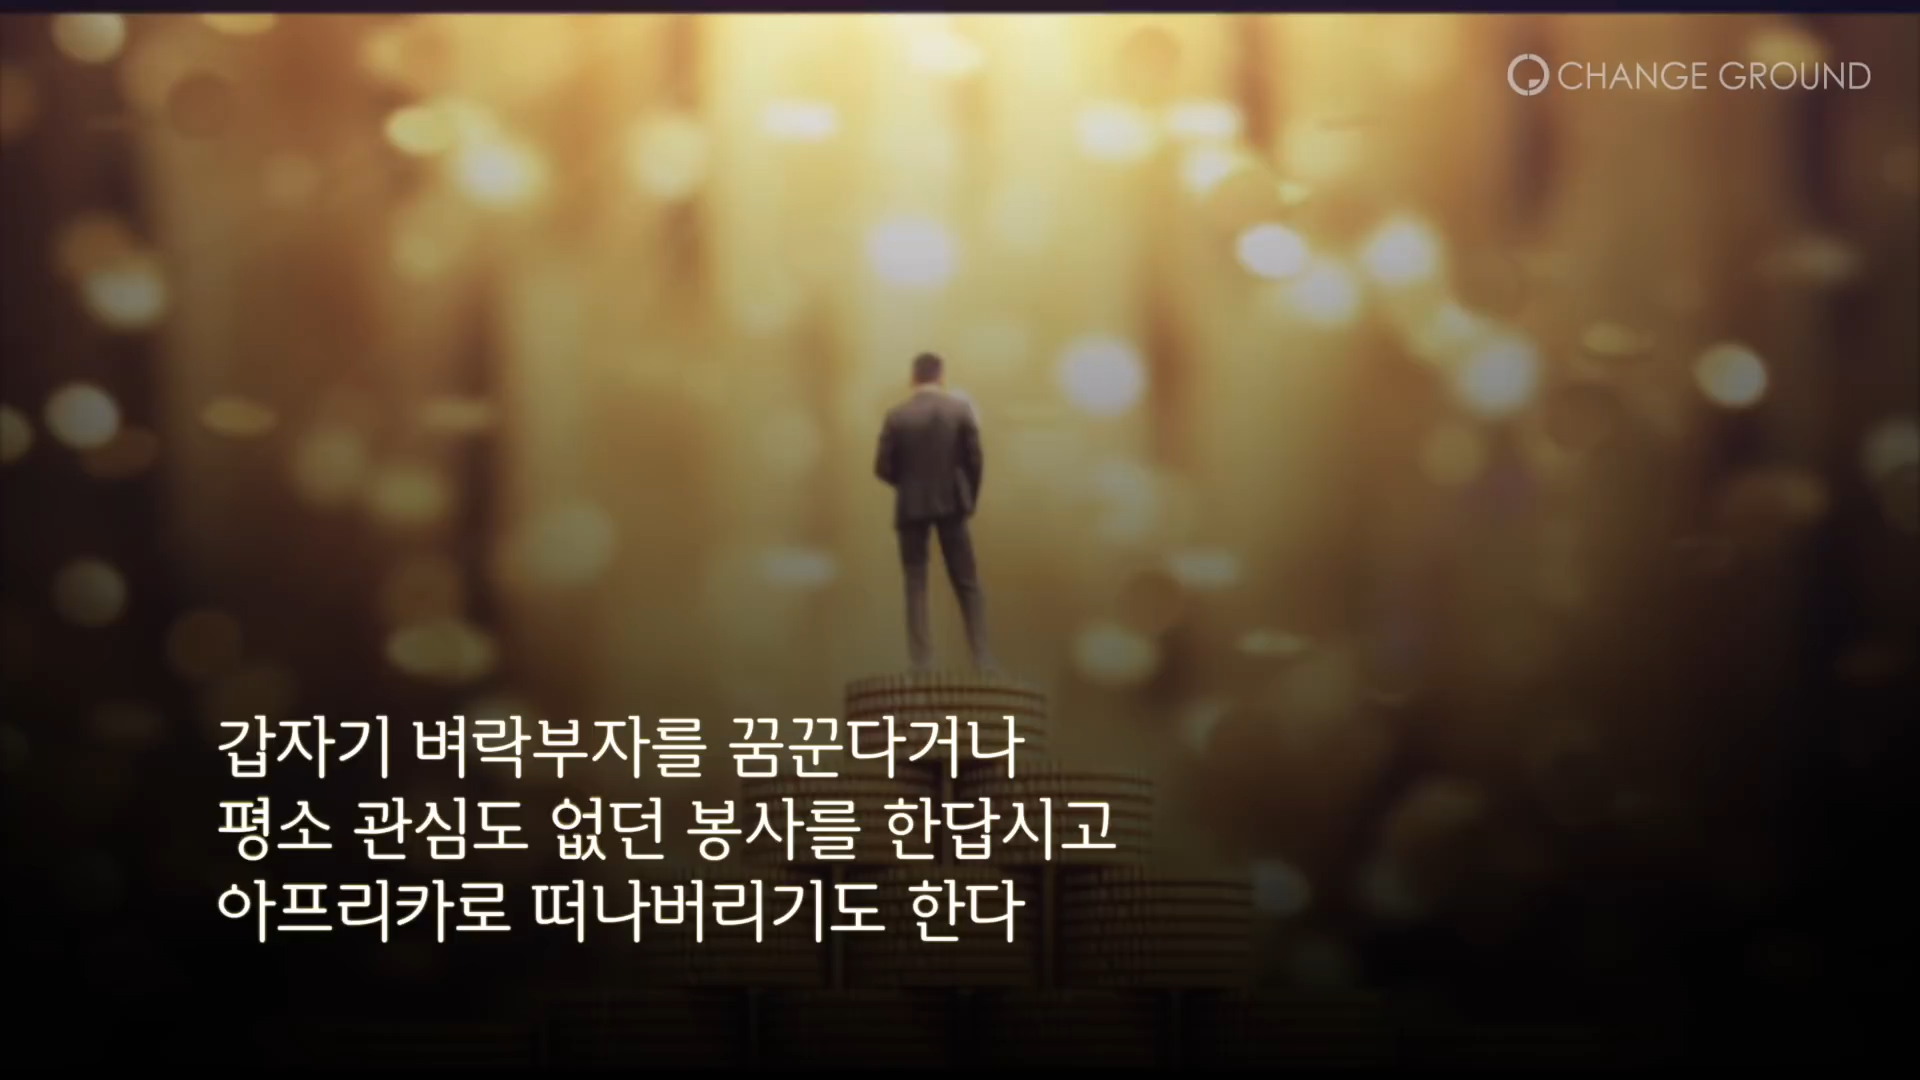 CHANGE GROUND
갑자기 벼락부자를 꿈꾼다거나
평소 관심도 없던 봉사를 한답시고
아프리카로 떠나버리기도 한다